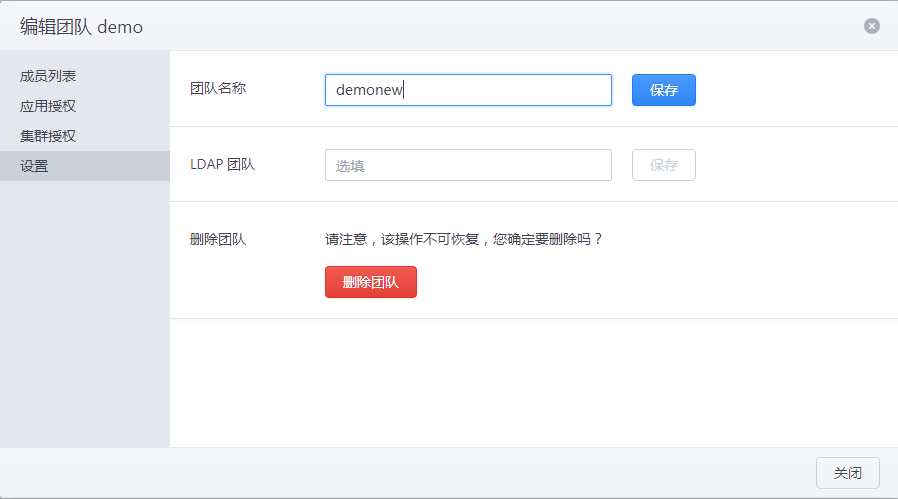 编辑团队 demo
成员列表
应用授权
集群授权
设置
团队名称
demonew
保存
LDAP 团队
选填
保存
删除团队
请注意，该操作不可恢复，您确定要删除吗？
删除团队
关闭